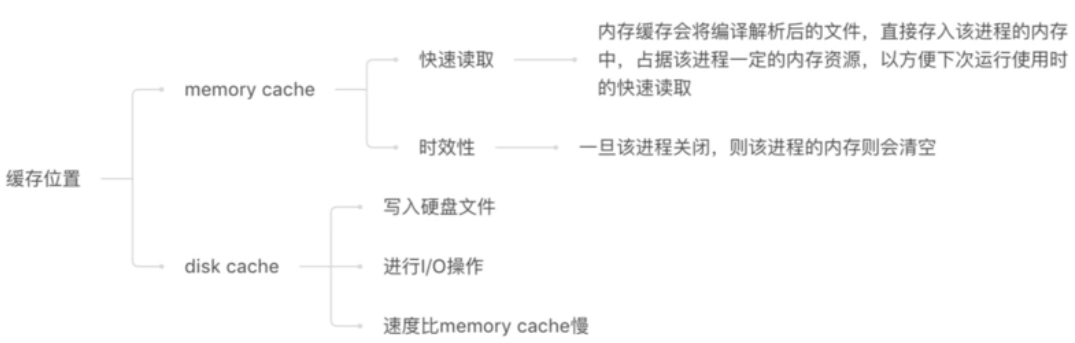 缓存位置
memory cache
快速读取
内存缓存会将编译解析后的文件，直接存入该进程的内存
中，占据该进程一定的内存资源，以方便下次运行使用时
的快速读取
时效性
一旦该进程关闭，则该进程的内存则会清空
disk cache
写入硬盘文件
进行I/O操作
速度比memory cache慢